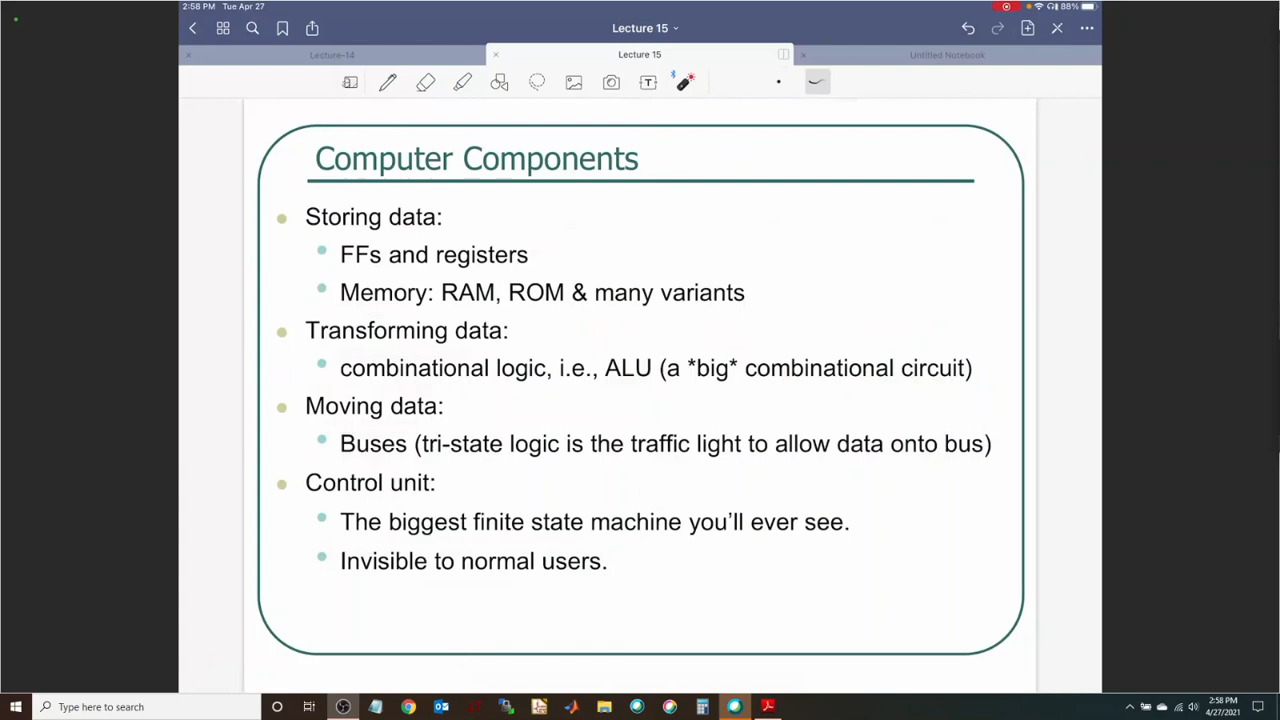 2:58 PM Tue Apr 27
88%
Lecture 15
Lecture-14
Lecture 15
Untitled Notebook
Computer Components
Storing data:
FFs and registers
Memory: RAM, ROM & many variants
Transforming data:
combinational logic, i.e., ALU (a *big* combinational circuit)
Moving data:
Buses (tri-state logic is the traffic light to allow data onto bus)
Control unit:
The biggest finite state machine you'll ever see.
Invisible to normal users.
Type here to search
2:58 PM
4/27/2021